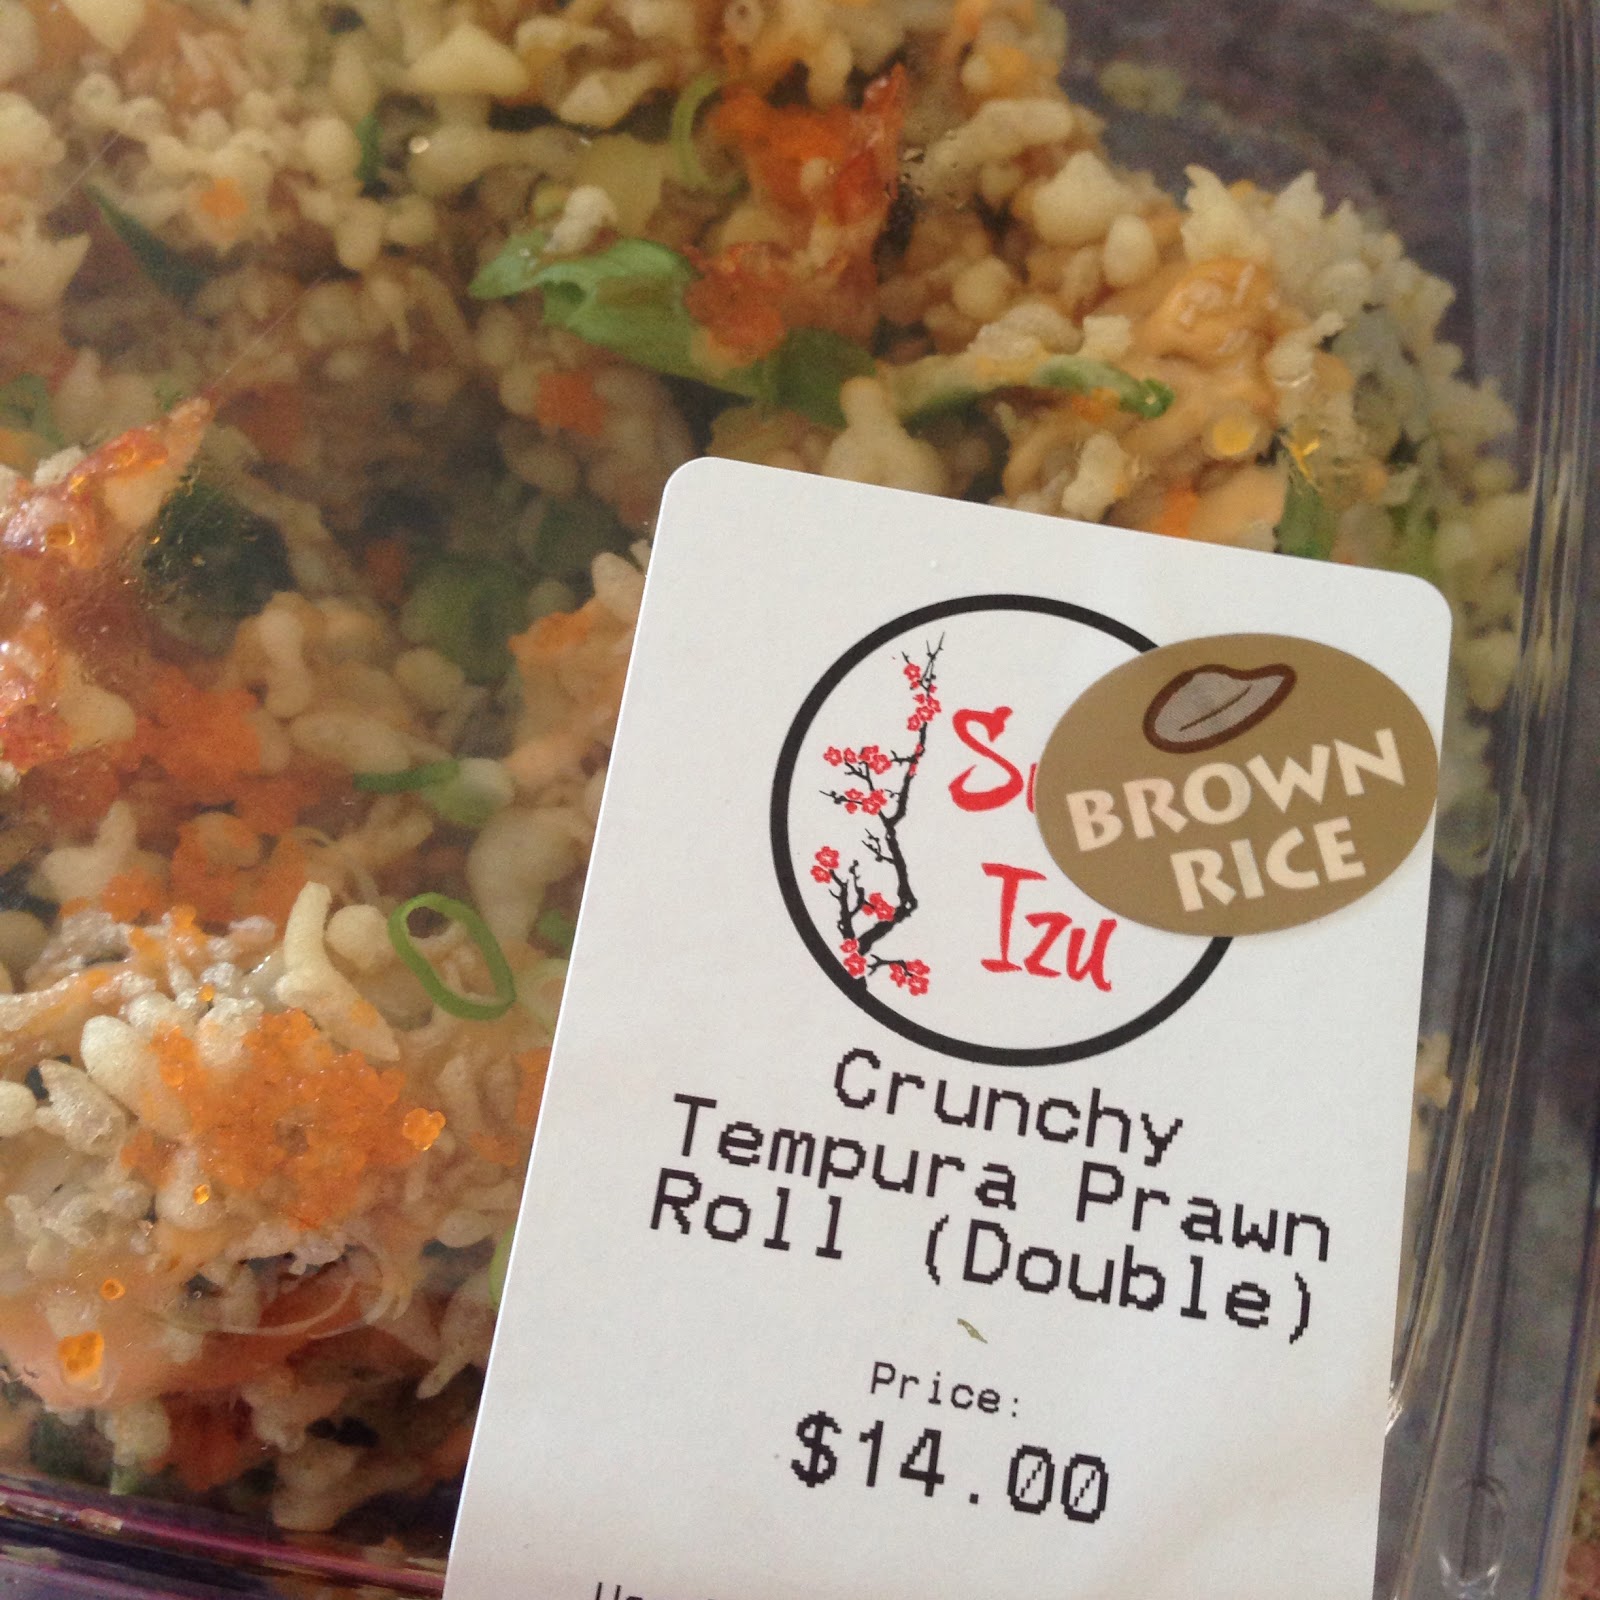 Izu
BROWN
RICE
Crunchy
Tempura Prawn
Roll (Double)
Price:
$14.00